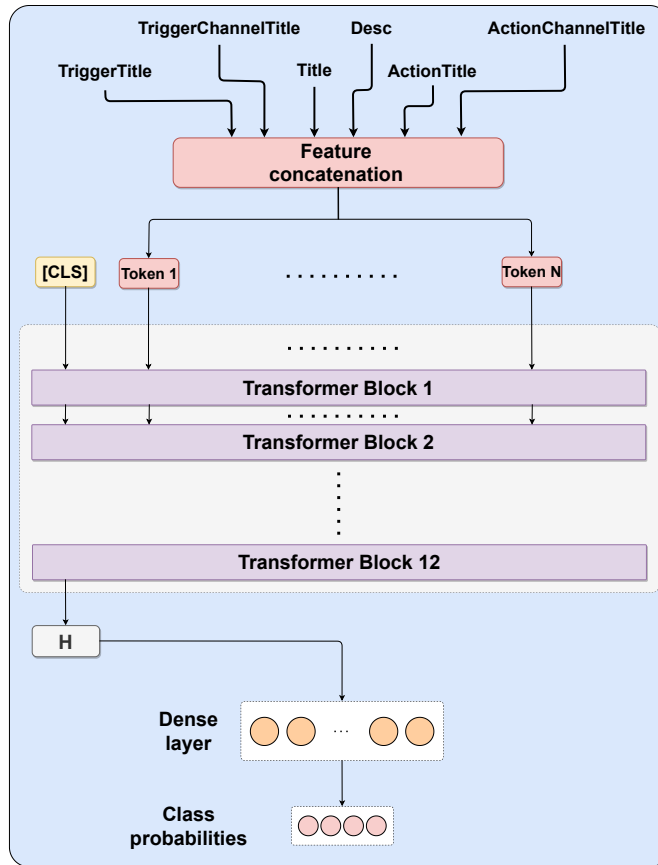 TriggerChannelTitle
Desc
ActionChannelTitle
TriggerTitle
Title
ActionTitle
Feature
concatenation
[CLS]
Token 1
..........
Token N
..........
Transformer Block 1
..........
Transformer Block 2
Transformer Block 12
H
Dense
layer
...
Class
probabilities